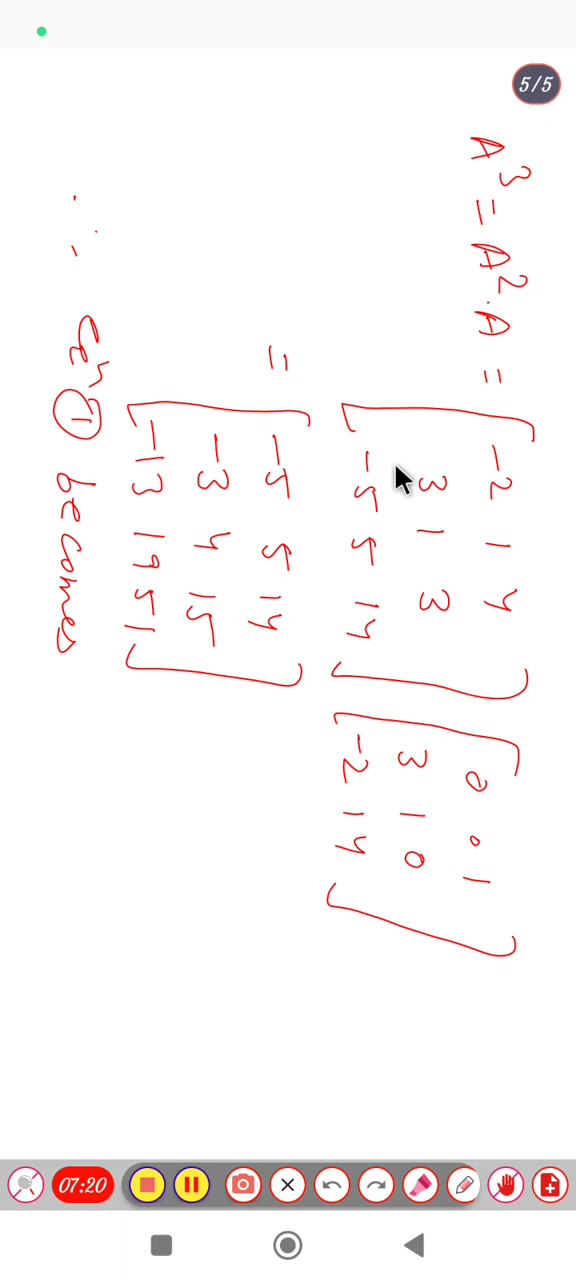 5/5
A³ = A².A = [-2 1 4
3 1 3
-5 5 14] [0 0 1
3 1 0
-2 1 4]
= [-5 5 14
-3 4 15
-13 19 51]
∴ Eqⁿ ① becomes
07:20